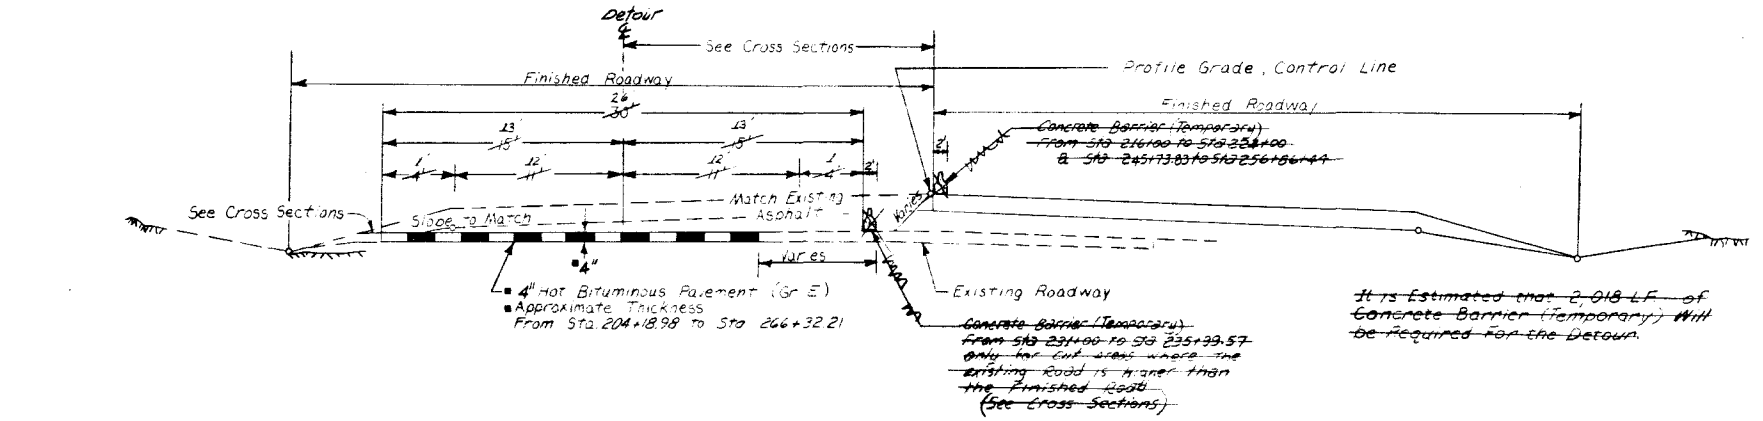 Detour
℄
See Cross Sections
Profile Grade, Control Line
Finished Roadway
Finished Roadway
26'
30'
13'
15'
13'
15'
1'
4'
12'
11'
12'
11'
1'
4'
2'
2'
Concrete Barrier (Temporary)
From Sta 216+00 to Sta
& Sta 245+73.83 to Sta 256+86+44
See Cross Sections
Match Existing
Asphalt
Slope to Match
Varies
Varies
4"
4" Hot Bituminous Pavement (Gr E)
Approximate Thickness
From Sta. 204+18.98 to Sta 266+32.21
Existing Roadway
Concrete Barrier (Temporary)
From Sta 231+00 to Sta 235+39.57
only for cut areas where the
existing Road is higher than
the Finished Road
(See Cross Sections)
It is Estimated that 2,018 L.F. of
Concrete Barrier (Temporary) Will
be Required For the Detour.